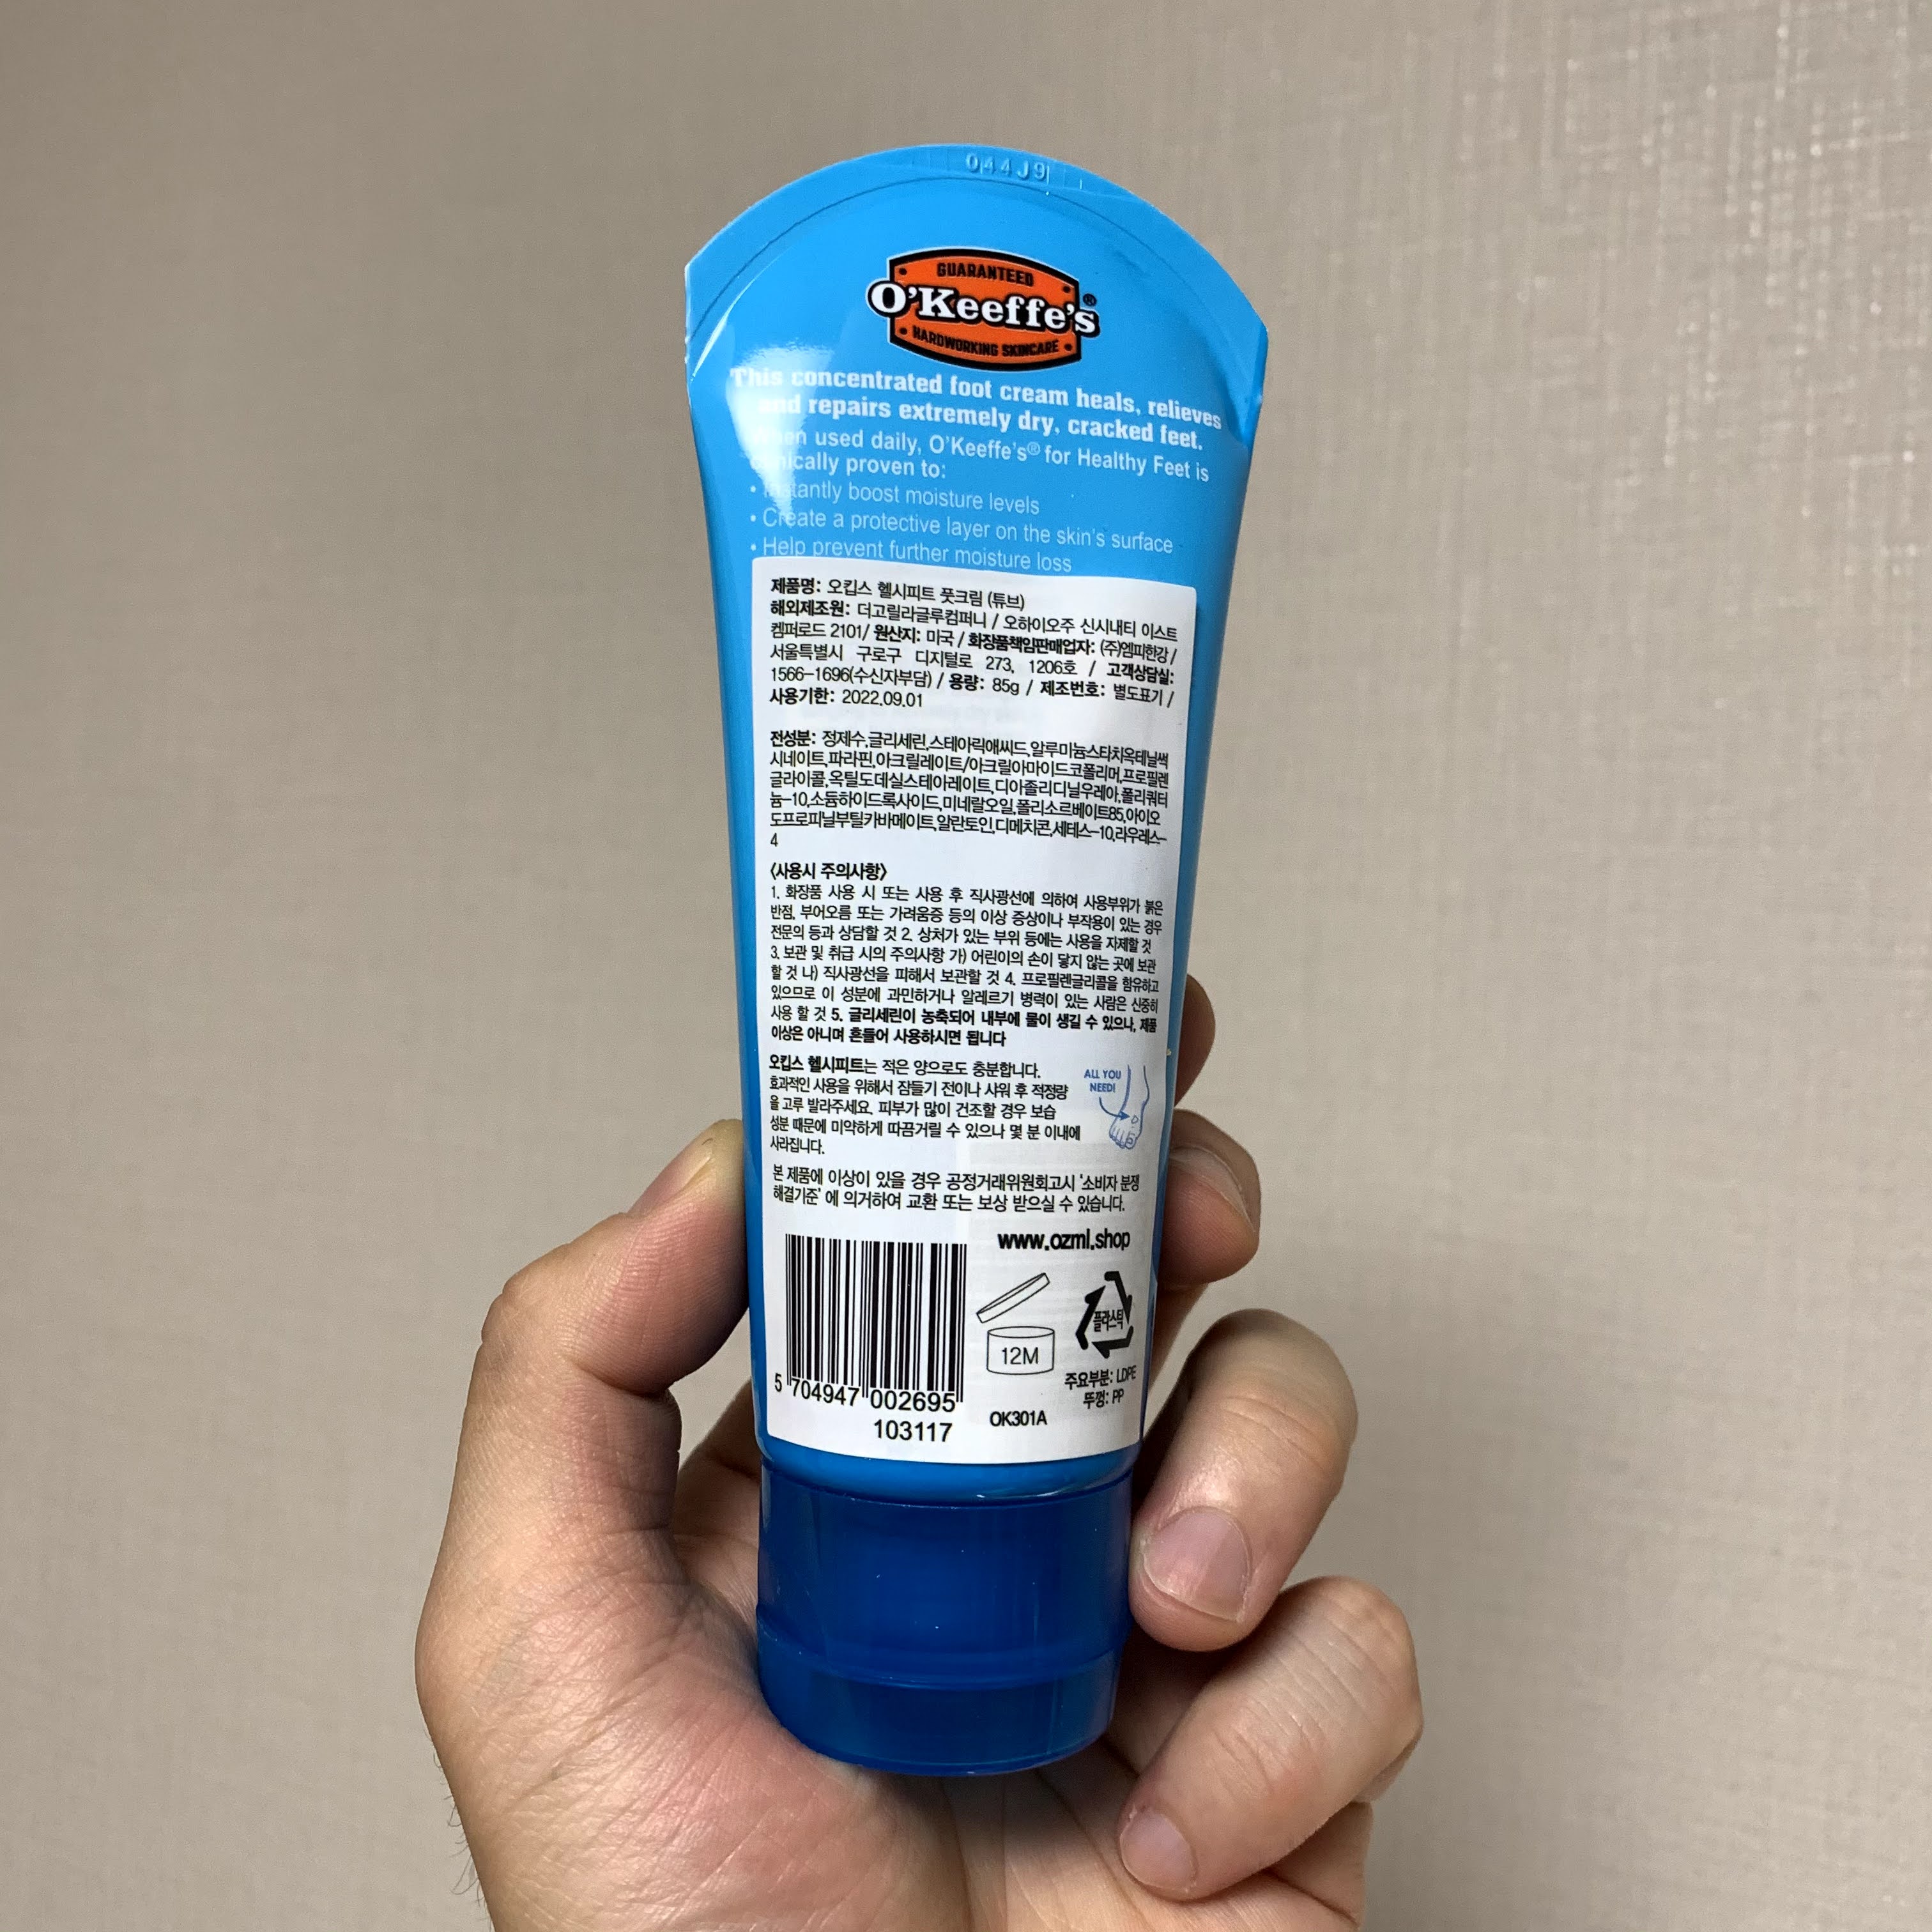 044J9
GUARANTEED
O'Keeffe's®
HARDWORKING SKINCARE
This concentrated foot cream heals, relieves
and repairs extremely dry, cracked feet.
When used daily, O'Keeffe's® for Healthy Feet is
clinically proven to:
• Instantly boost moisture levels
• Create a protective layer on the skin's surface
• Help prevent further moisture loss
제품명: 오킵스 헬시피트 풋크림 (튜브)
해외제조원: 더고릴라글루컴퍼니 / 오하이오주 신시내티 이스트
켐퍼로드 2101/ 원산지: 미국 / 화장품책임판매업자: (주)엠피한강 /
서울특별시 구로구 디지털로 273, 1206호 / 고객상담실:
1566-1696(수신자부담) / 용량: 85g / 제조번호: 별도표기 /
사용기한: 2022.09.01
전성분: 정제수,글리세린,스테아릭애씨드,알루미늄스타치옥테닐썩
시네이트,파라핀,아크릴레이트/아크릴아마이드코폴리머,프로필렌
글라이콜,옥틸도데실스테아레이트,디아졸리디닐우레아,폴리쿼터
늄-10,소듐하이드록사이드,미네랄오일,폴리소르베이트85,아이오
도프로피닐부틸카바메이트,알란토인,디메치콘,세테스-10,라우레스-
4
〈사용시 주의사항〉
1. 화장품 사용 시 또는 사용 후 직사광선에 의하여 사용부위가 붉은
반점, 부어오름 또는 가려움증 등의 이상 증상이나 부작용이 있는 경우
전문의 등과 상담할 것 2. 상처가 있는 부위 등에는 사용을 자제할 것
3. 보관 및 취급 시의 주의사항 가) 어린이의 손이 닿지 않는 곳에 보관
할 것 나) 직사광선을 피해서 보관할 것 4. 프로필렌글리콜을 함유하고
있으므로 이 성분에 과민하거나 알레르기 병력이 있는 사람은 신중히
사용 할 것 5. 글리세린이 농축되어 내부에 물이 생길 수 있으나, 제품
이상은 아니며 흔들어 사용하시면 됩니다
오킵스 헬시피트는 적은 양으로도 충분합니다.
효과적인 사용을 위해서 잠들기 전이나 샤워 후 적정량
을 고루 발라주세요. 피부가 많이 건조할 경우 보습
성분 때문에 미약하게 따끔거릴 수 있으나 몇 분 이내에
사라집니다.
ALL YOU
NEED!
본 제품에 이상이 있을 경우 공정거래위원회고시 '소비자 분쟁
해결기준' 에 의거하여 교환 또는 보상 받으실 수 있습니다.
www.ozml.shop
12M
플라스틱
주요부분: LDPE
뚜껑: PP
5 704947 002695
103117
OK301A